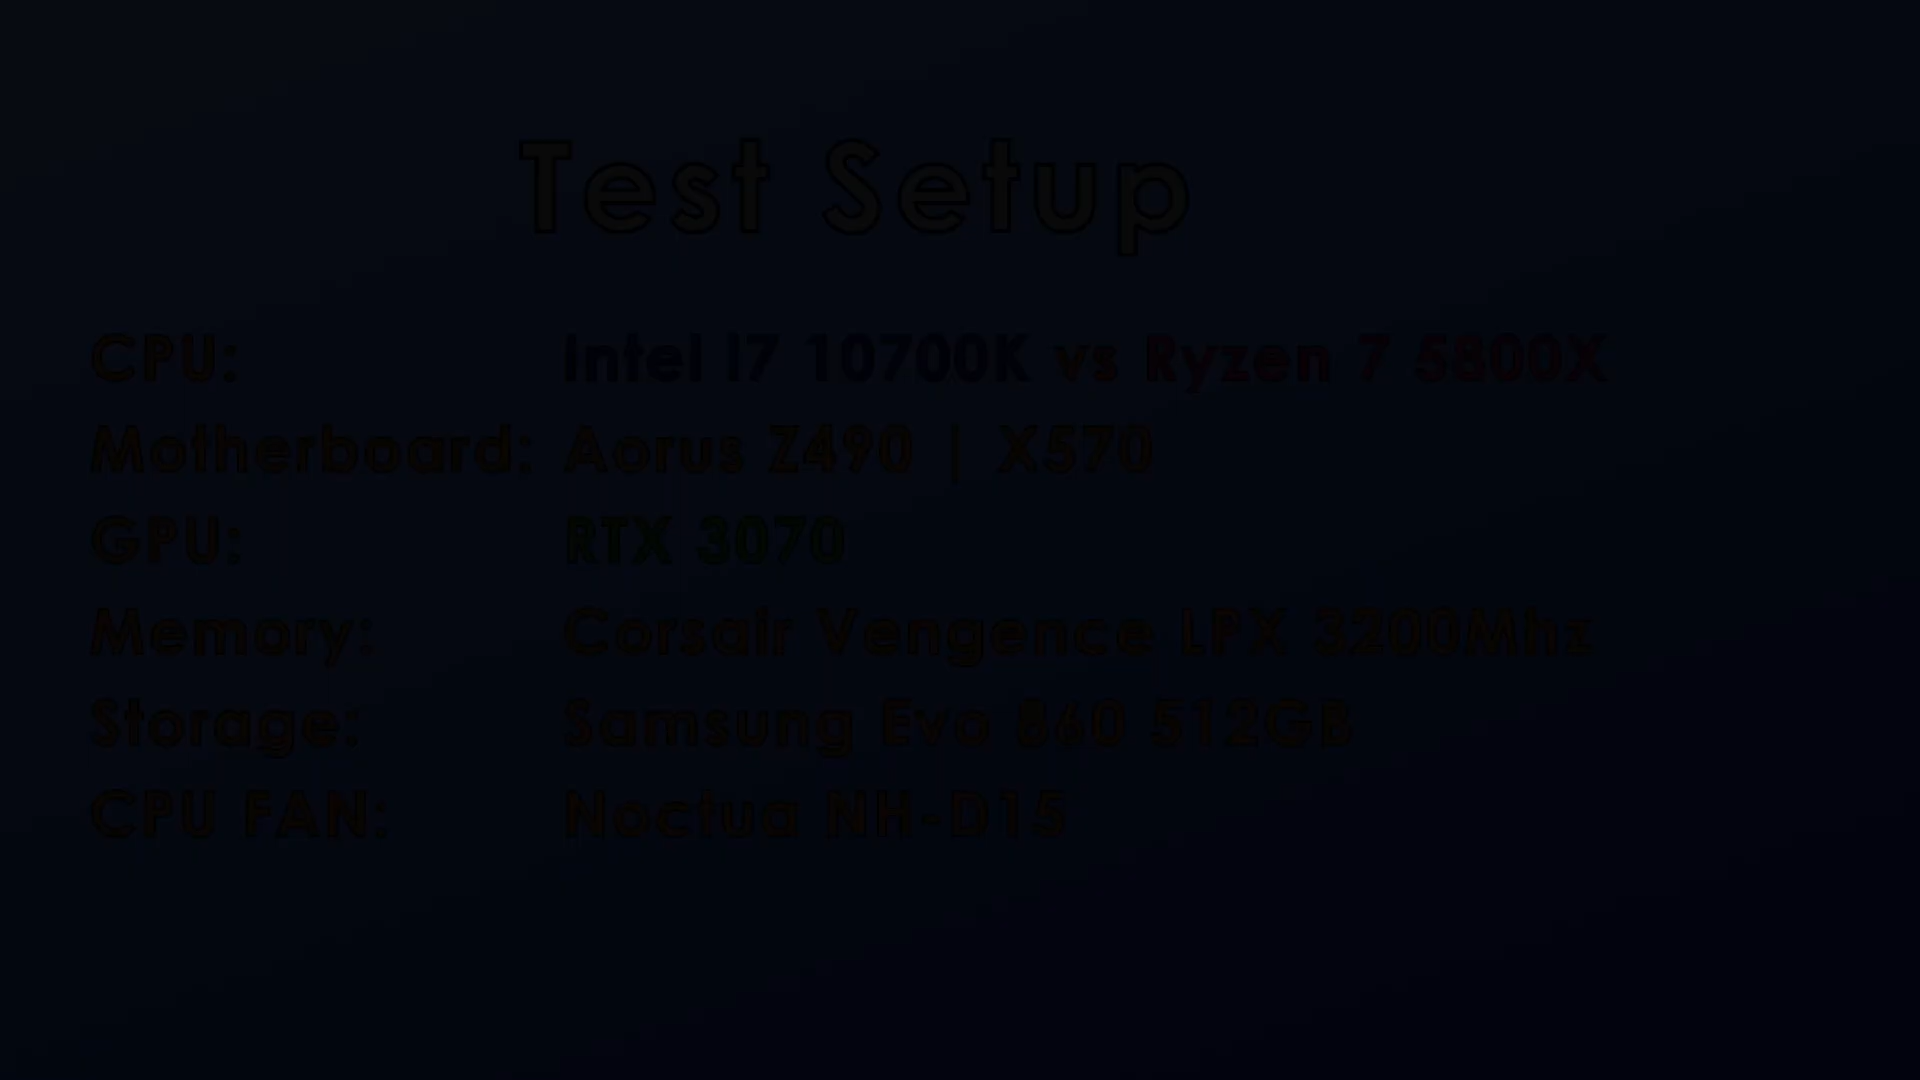 Test Setup
CPU: Intel i7 10700K vs Ryzen 7 5800X
Motherboard: Aorus Z490 | X570
GPU: RTX 3070
Memory: Corsair Vengence LPX 3200Mhz
Storage: Samsung Evo 860 512GB
CPU FAN: Noctua NH-D15